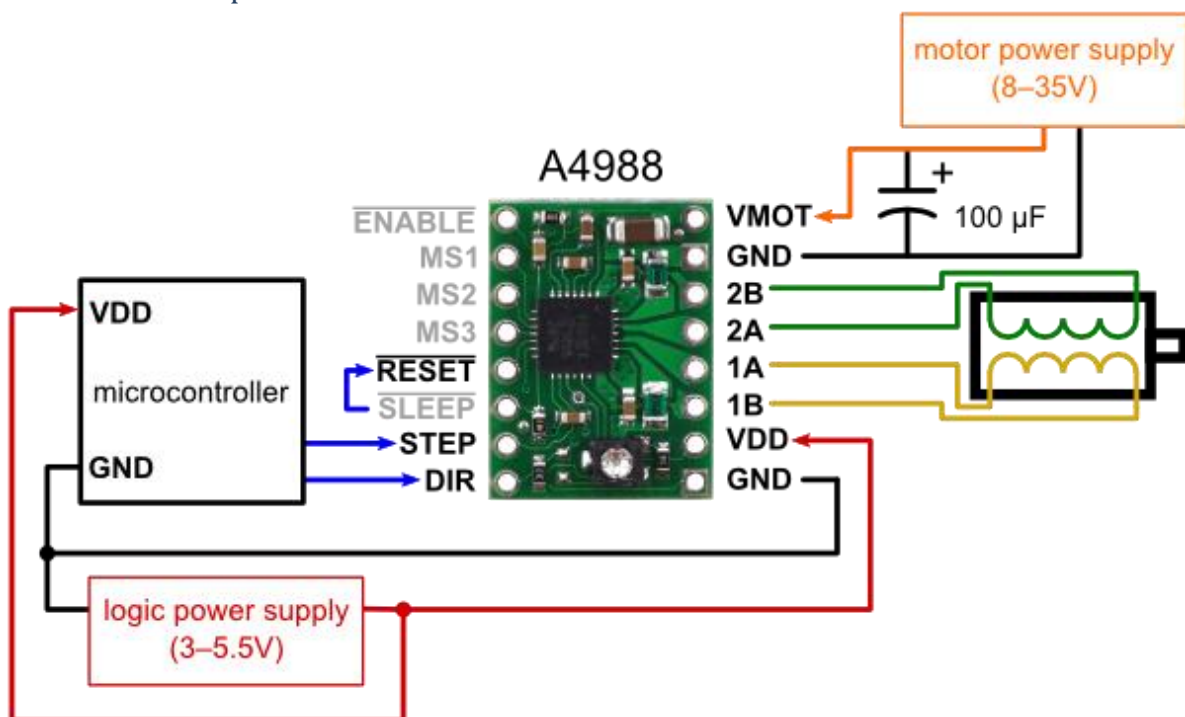 motor power supply
(8–35V)
A4988
ENABLE
MS1
MS2
MS3
RESET
SLEEP
STEP
DIR
VMOT
GND
2B
2A
1A
1B
VDD
GND
+
100 µF
VDD
microcontroller
GND
logic power supply
(3–5.5V)